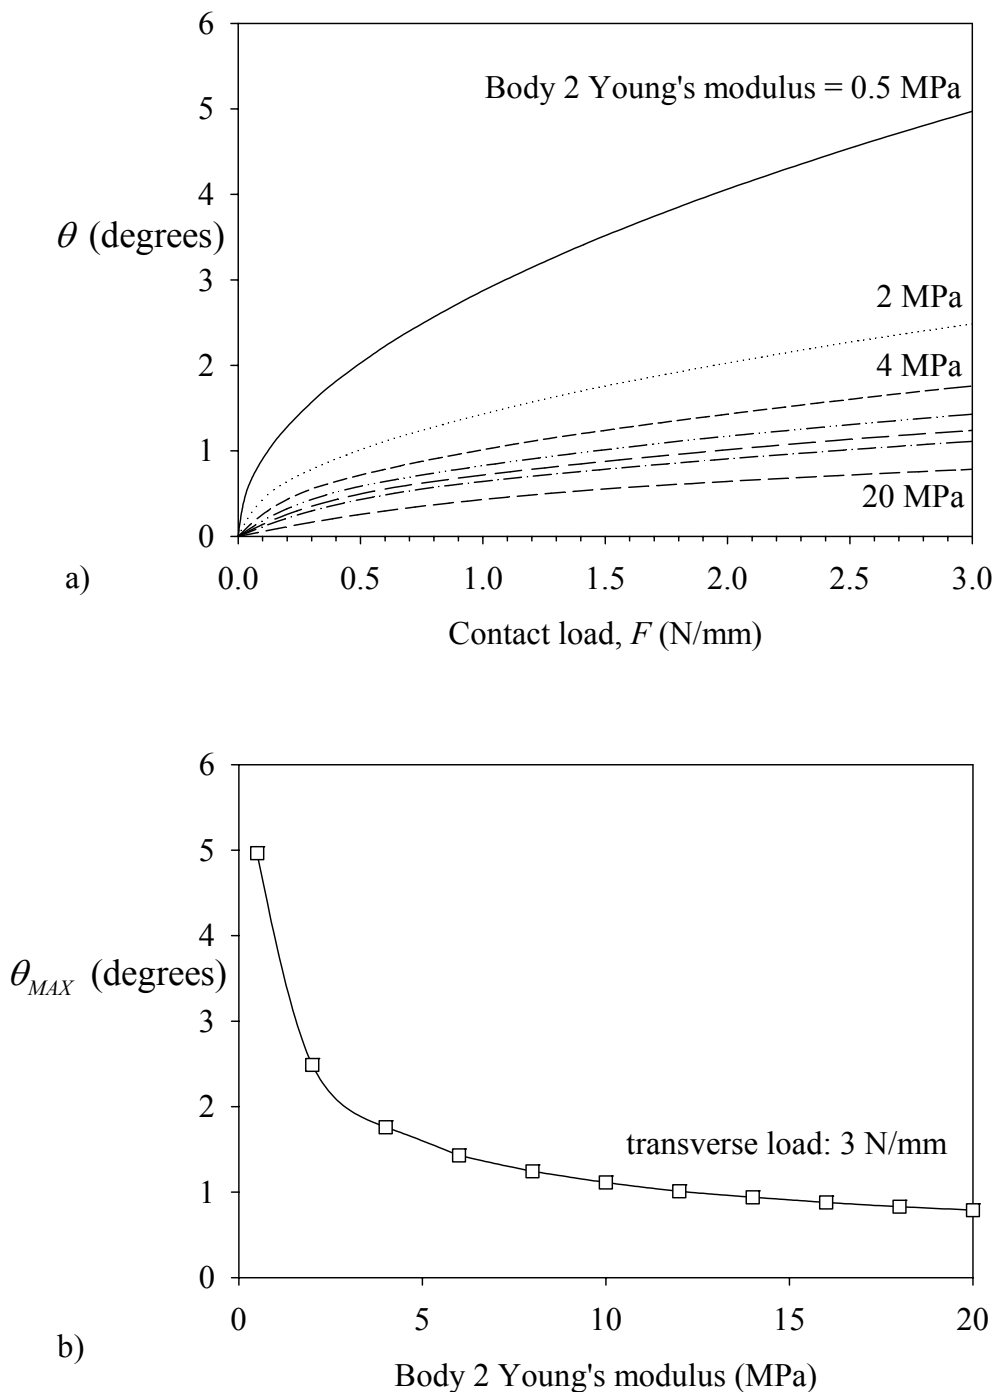 6
Body 2 Young's modulus = 0.5 MPa
5
4
θ (degrees)
3
2 MPa
2
4 MPa
1
20 MPa
0
a)
0.0 0.5 1.0 1.5 2.0 2.5 3.0
Contact load, F (N/mm)
6
5
4
θMAX (degrees)
3
2
transverse load: 3 N/mm
1
0
0 5 10 15 20
b)
Body 2 Young's modulus (MPa)